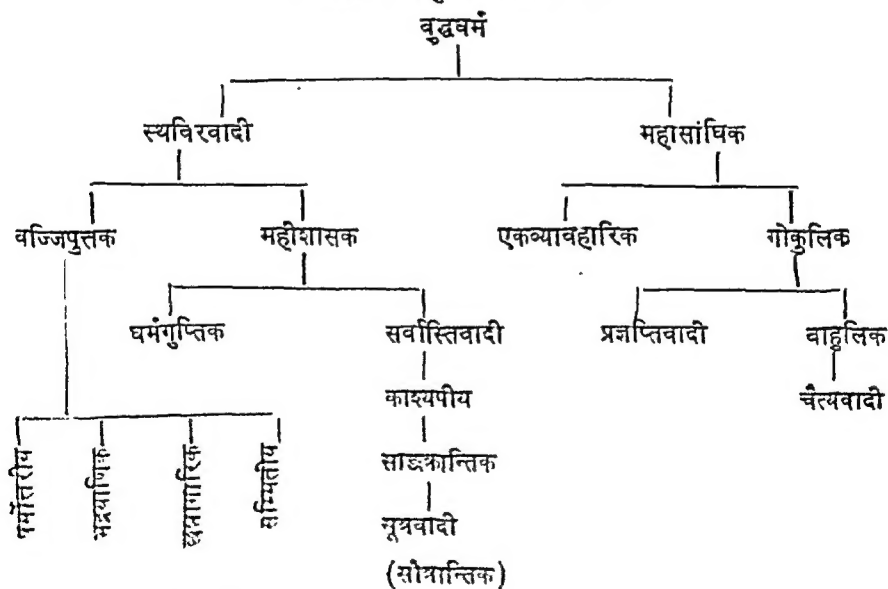 बुद्धधर्म
स्थविरवादी महासांघिक
वज्जिपुत्तक महीशासक एकव्यावहारिक गोकुलिक
धर्मगुप्तिक सर्वास्तिवादी प्रज्ञप्तिवादी बाहुलिक
काश्यपीय चैत्यवादी
धर्मोत्तरीय भद्रयाणिक छन्नागारिक सम्मितीय साङक्रान्तिक
सूत्रवादी
(सौत्रान्तिक)